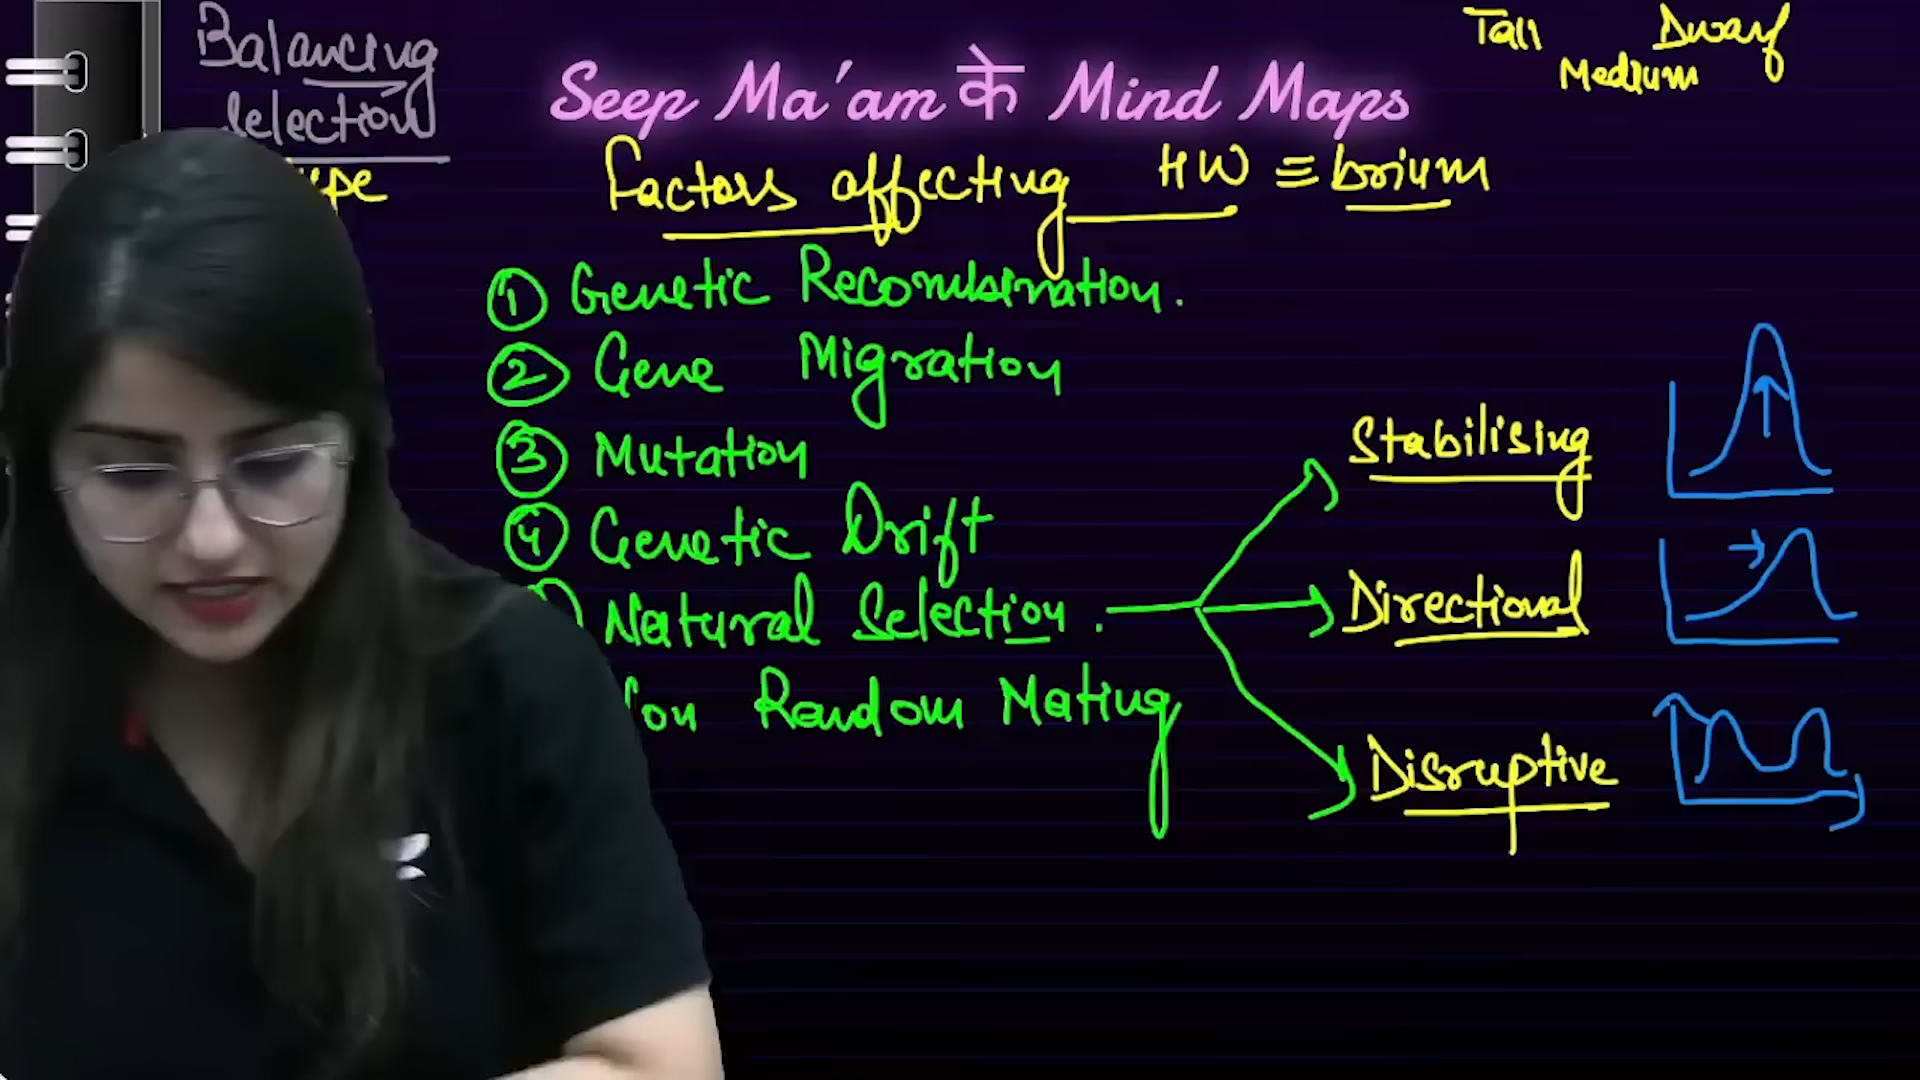 Balancing
Selection
Tall Dwarf
Medium
Seep Ma'am के Mind Maps
Factors affecting HW ≡ brium
① Genetic Recombination.
② Gene Migration
③ Mutation
④ Genetic Drift
Natural Selection.
Random Mating
Stabilising
Directional
Disruptive